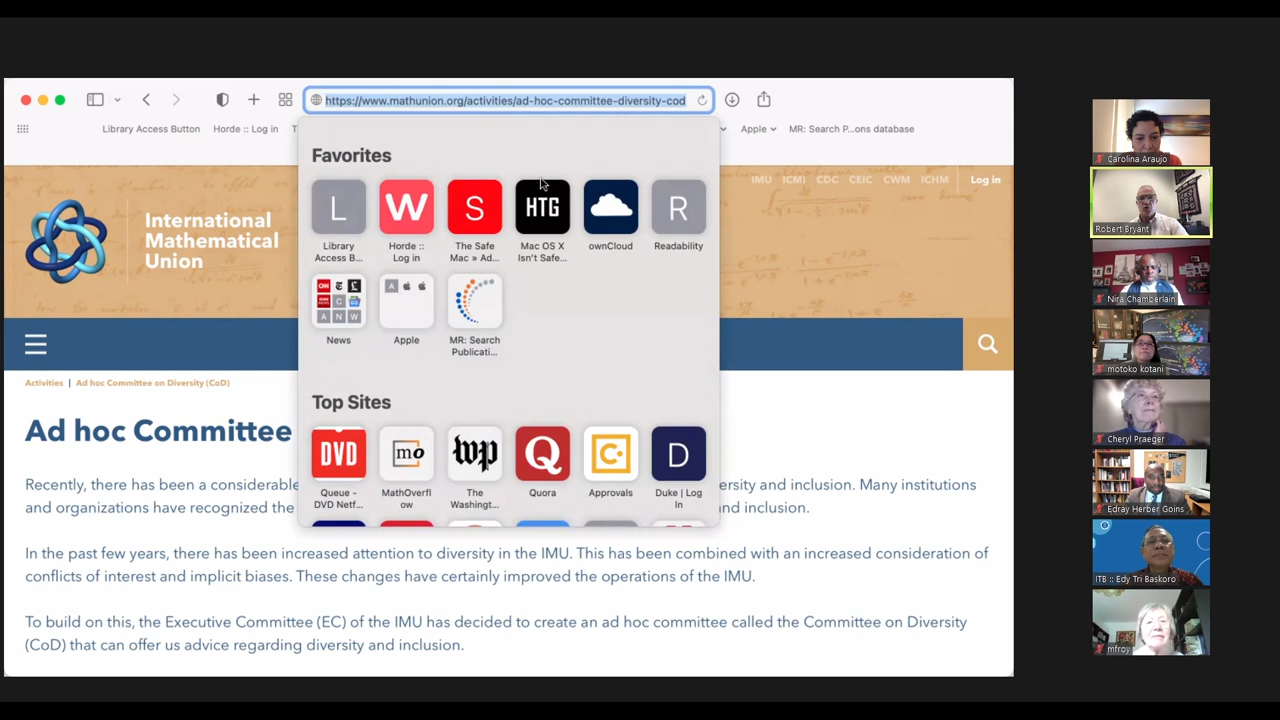 https://www.mathunion.org/activities/ad-hoc-committee-diversity-cod
Library Access Button
Horde :: Log in
T
Apple
MR: Search P...ons database
Favorites
L
W
S
HTG
R
Library Access B...
Horde :: Log in
The Safe Mac » Ad...
Mac OS X Isn't Safe...
ownCloud
Readability
News
Apple
MR: Search Publicati...
Top Sites
DVD
mo
wp
Q
C
D
Queue - DVD Netf...
MathOverflow
The Washingt...
Quora
Approvals
Duke | Log In
IMU ICMI CDC CEIC CWM ICHM Log in
International
Mathematical
Union
Activities | Ad hoc Committee on Diversity (CoD)
Ad hoc Committee
Recently, there has been a considerable
ersity and inclusion. Many institutions
and organizations have recognized the
nd inclusion.
In the past few years, there has been increased attention to diversity in the IMU. This has been combined with an increased consideration of
conflicts of interest and implicit biases. These changes have certainly improved the operations of the IMU.
To build on this, the Executive Committee (EC) of the IMU has decided to create an ad hoc committee called the Committee on Diversity
(CoD) that can offer us advice regarding diversity and inclusion.
Carolina Araujo
Robert Bryant
Nira Chamberlain
motoko kotani
Cheryl Praeger
Edray Herber Goins
ITB :: Edy Tri Baskoro
mfroy